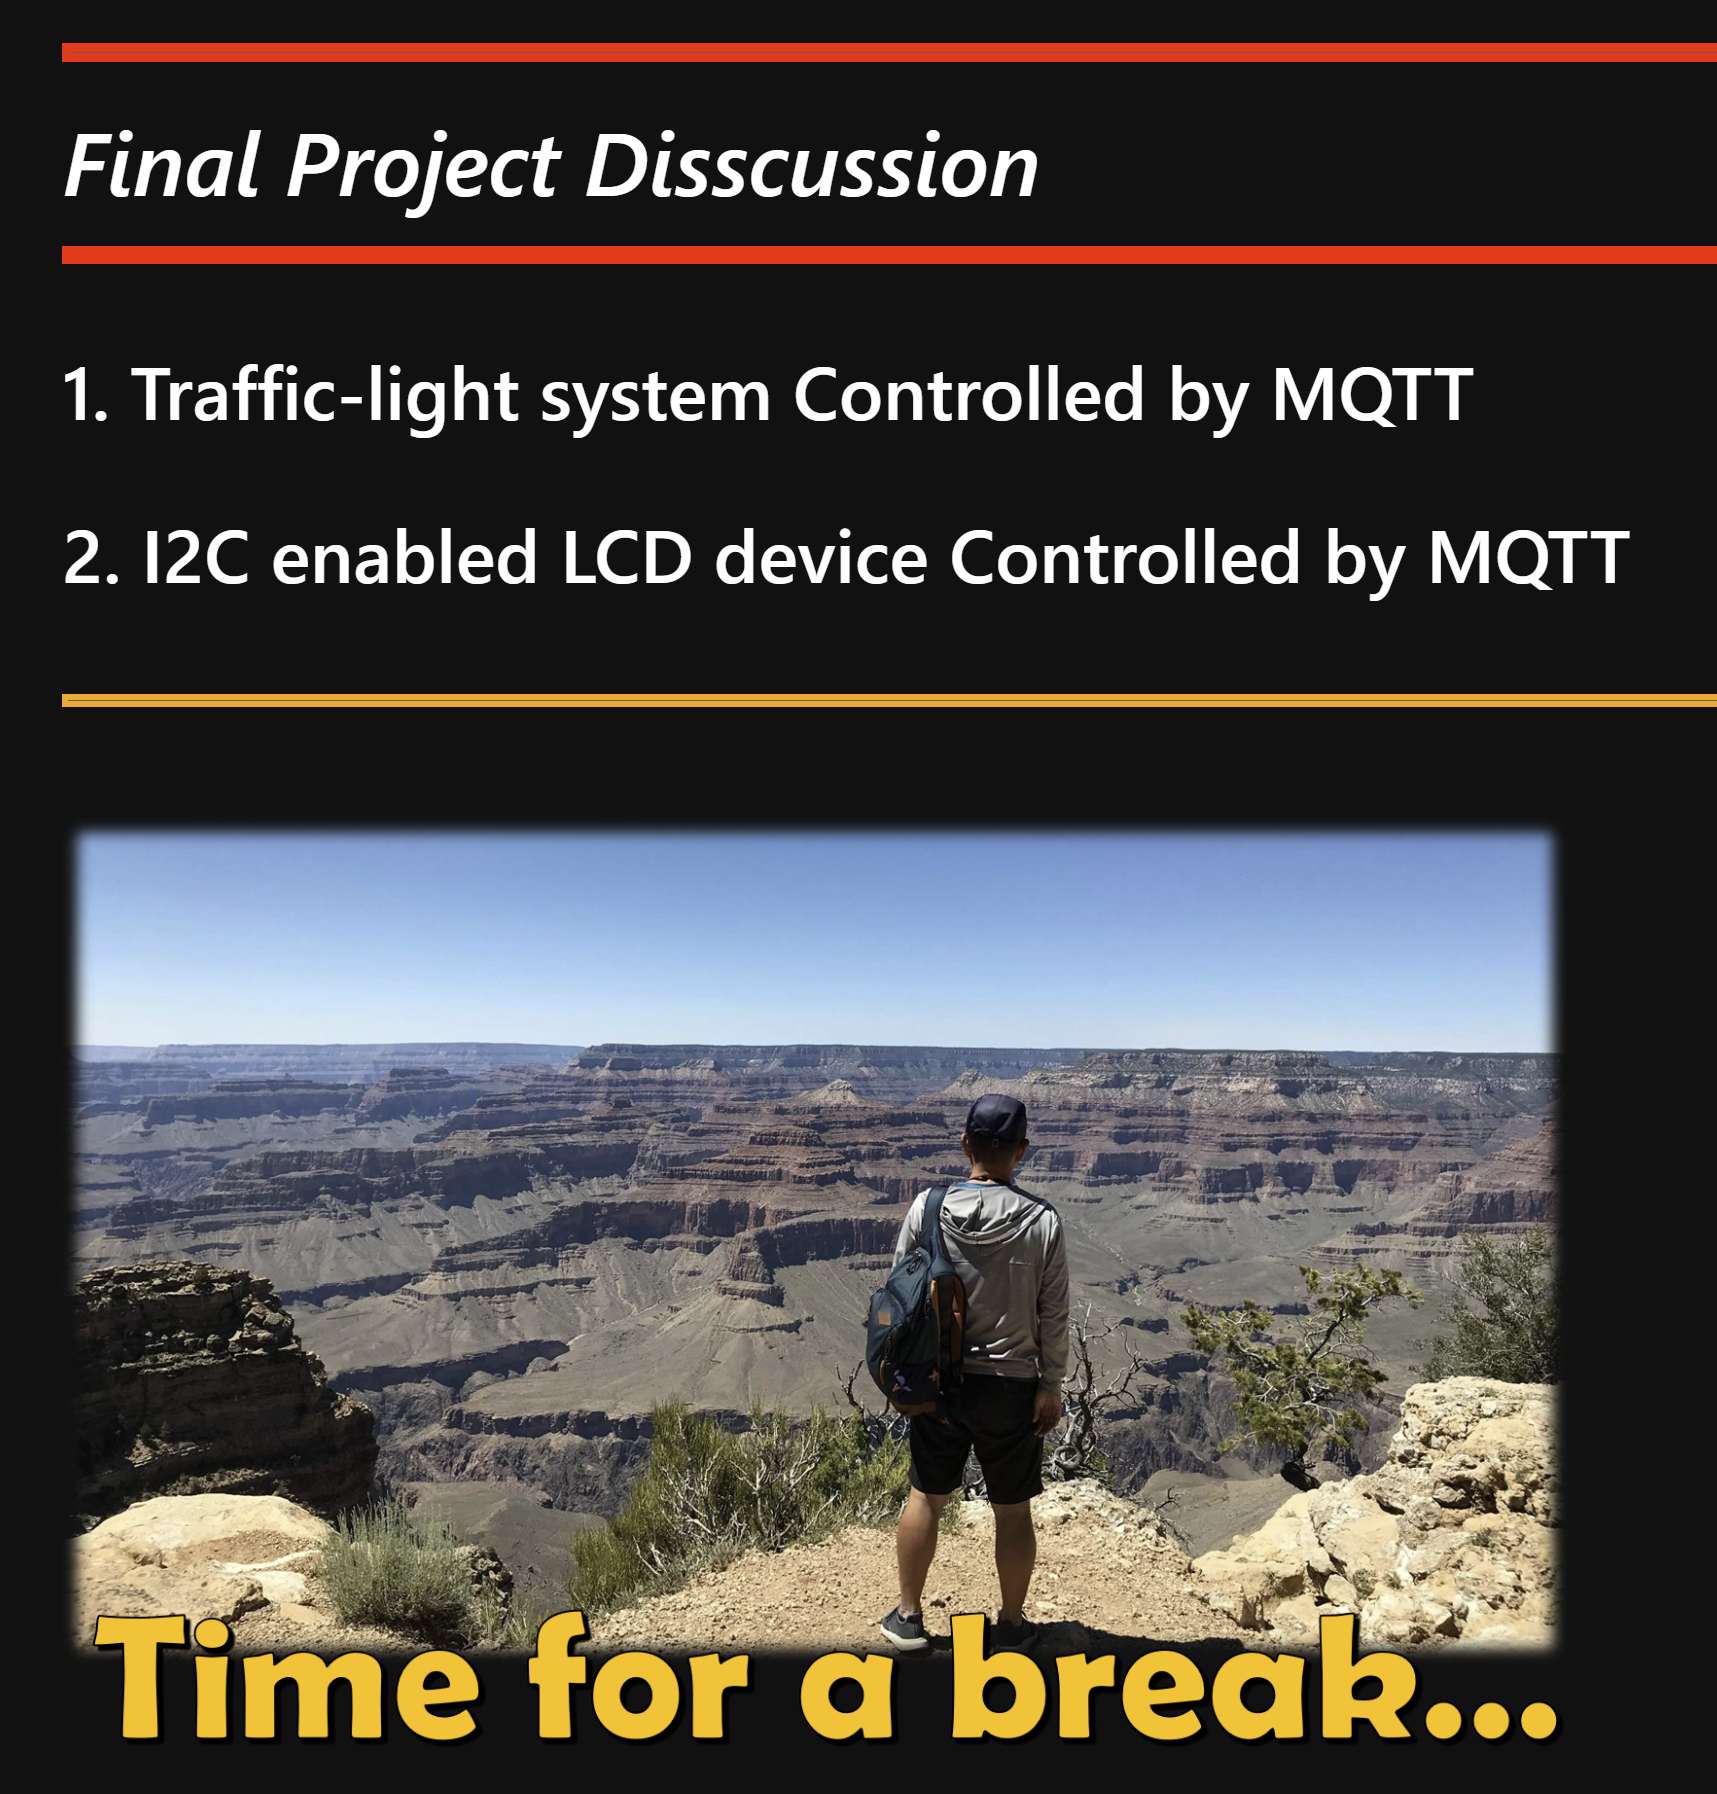 Final Project Disscussion
1. Traffic-light system Controlled by MQTT
2. I2C enabled LCD device Controlled by MQTT
Time for a break...